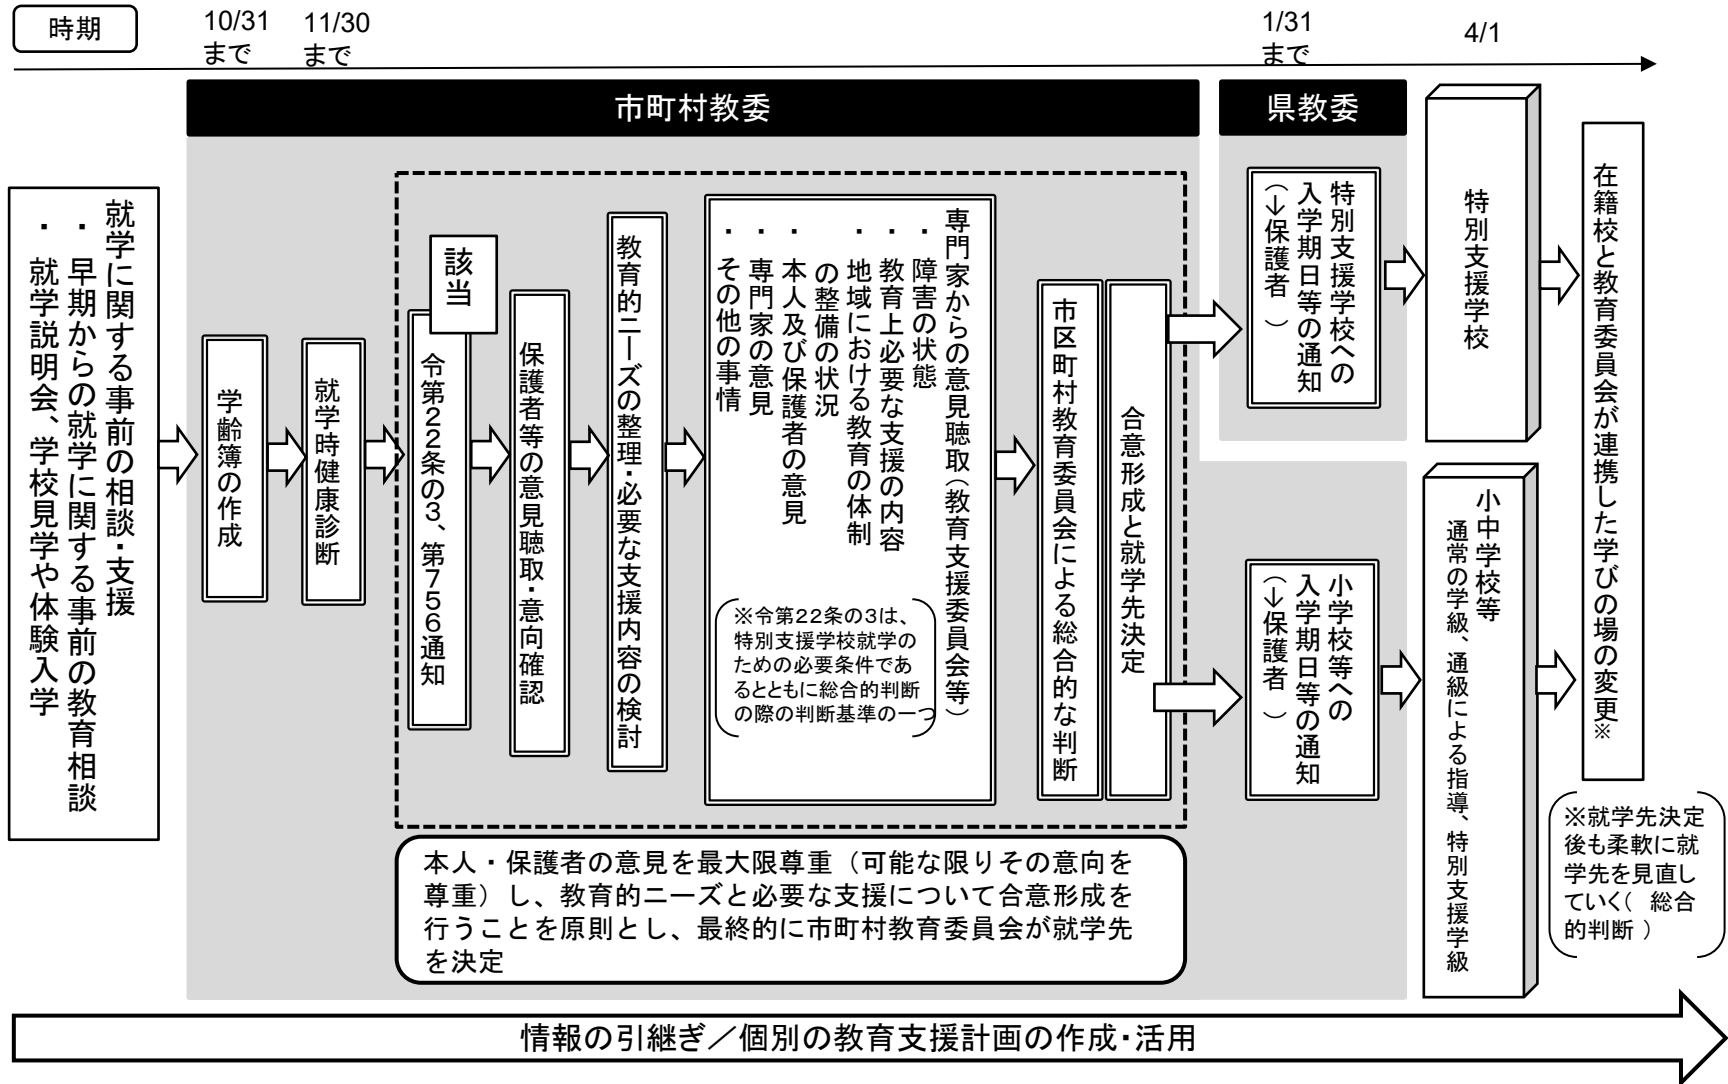 時期
10/31
まで
11/30
まで
1/31
まで
4/1
市町村教委
県教委
就学に関する事前の相談・支援
・早期からの就学に関する事前の教育相談
・就学説明会、学校見学や体験入学
学齢簿の作成
就学時健康診断
該当
令第22条の3、第756通知
保護者等の意見聴取・意向確認
教育的ニーズの整理・必要な支援内容の検討
専門家からの意見聴取(教育支援委員会等)
・障害の状態
・教育上必要な支援の内容
・地域における教育の体制
の整備の状況
・本人及び保護者の意見
・専門家の意見
・その他の事情
※令第22条の3は、
特別支援学校就学の
ための必要条件であ
るとともに総合的判断
の際の判断基準の一つ
市区町村教育委員会による総合的な判断
合意形成と就学先決定
特別支援学校への
入学期日等の通知
(→保護者)
小学校等への
入学期日等の通知
(→保護者)
特別支援学校
小中学校等
通常の学級、通級による指導、特別支援学級
在籍校と教育委員会が連携した学びの場の変更※
※就学先決定
後も柔軟に就
学先を見直し
ていく( 総合
的判断 )
本人・保護者の意見を最大限尊重（可能な限りその意向を
尊重）し、教育的ニーズと必要な支援について合意形成を
行うことを原則とし、最終的に市町村教育委員会が就学先
を決定
情報の引継ぎ／個別の教育支援計画の作成・活用